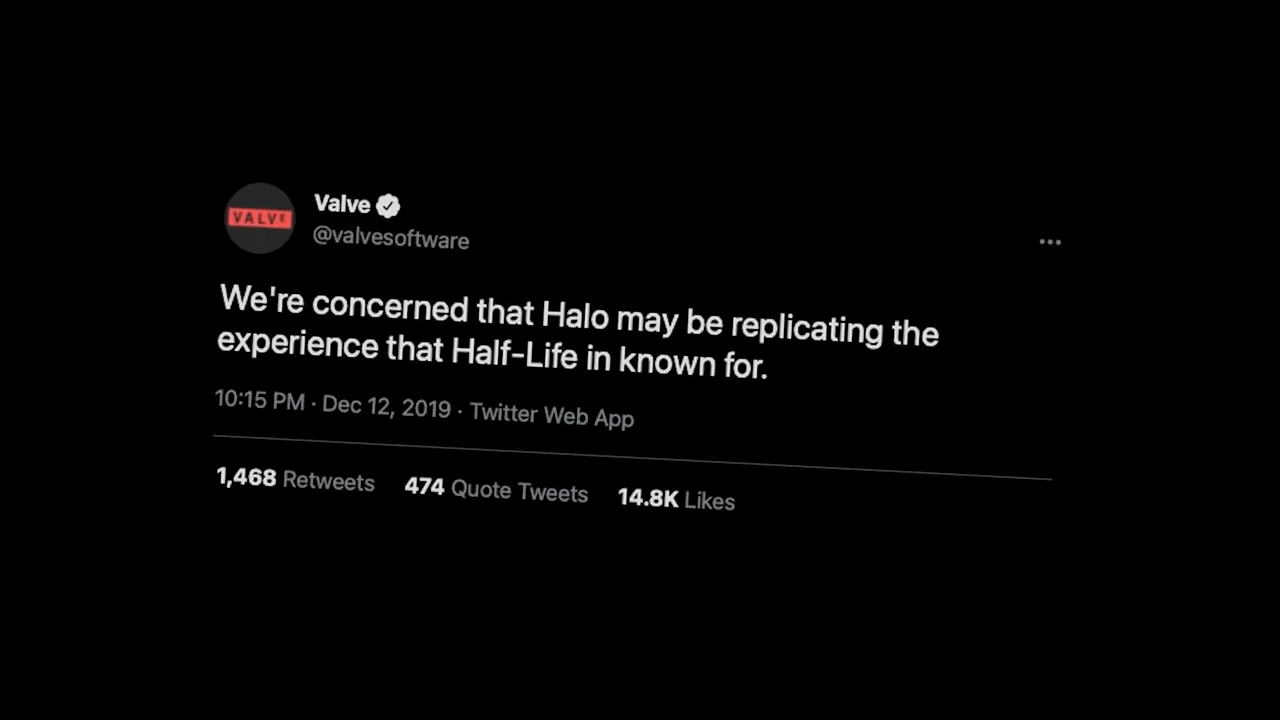 VALVE
Valve
@valvesoftware
We're concerned that Halo may be replicating the
experience that Half-Life in known for.
10:15 PM · Dec 12, 2019 · Twitter Web App
1,468 Retweets 474 Quote Tweets 14.8K Likes